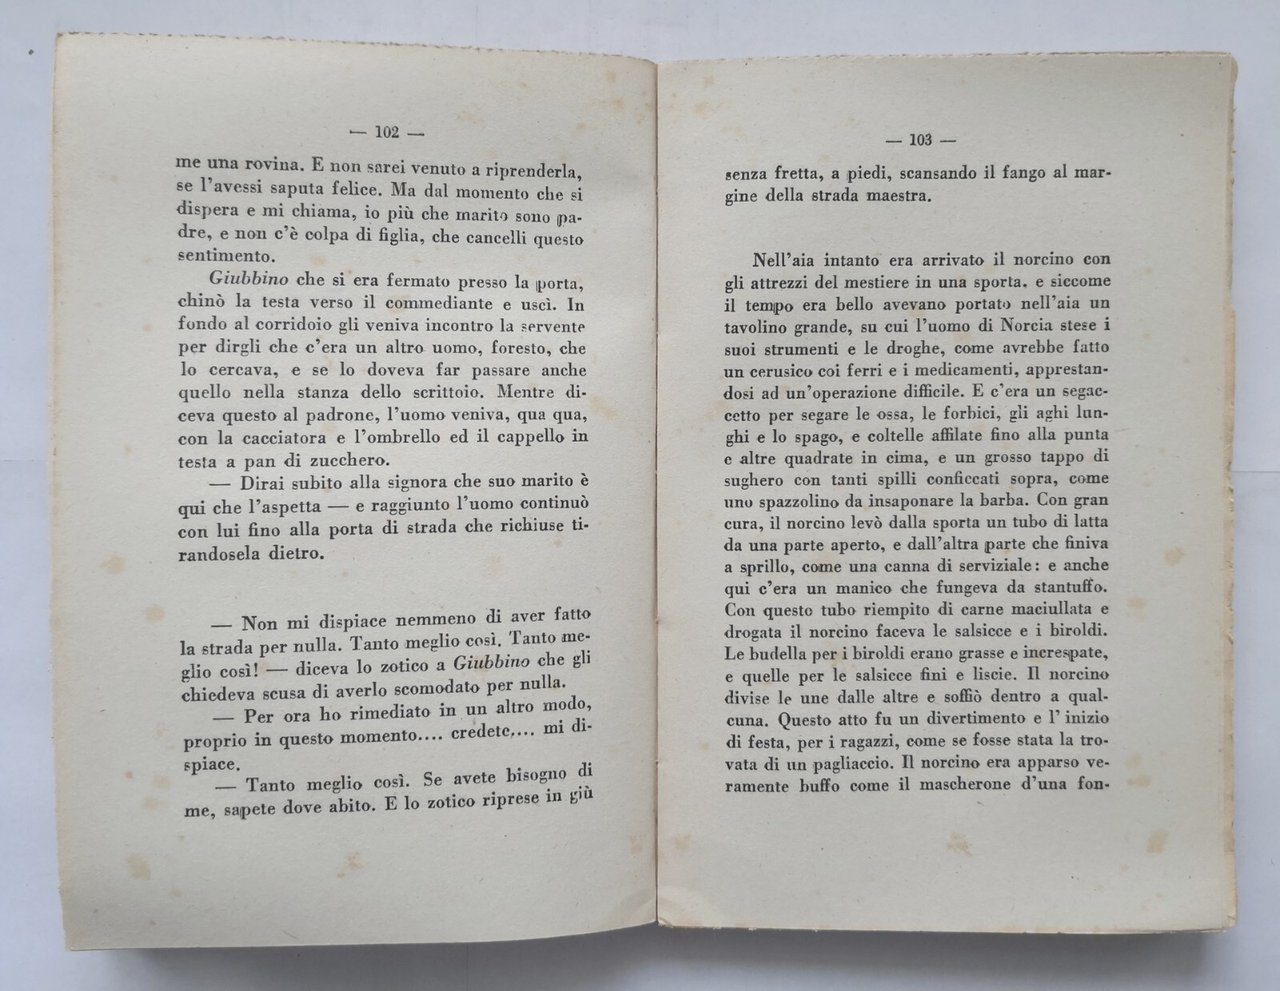 — 102 —
me una rovina. E non sarei venuto a riprenderla,
se l'avessi saputa felice. Ma dal momento che si
dispera e mi chiama, io più che marito sono pa-
dre, e non c'è colpa di figlia, che cancelli questo
sentimento.
Giubbino che si era fermato presso la porta,
chinò la testa verso il commediante e uscì. In
fondo al corridoio gli veniva incontro la servente
per dirgli che c'era un altro uomo, foresto, che
lo cercava, e se lo doveva far passare anche
quello nella stanza dello scrittoio. Mentre di-
ceva questo al padrone, l'uomo veniva, qua qua,
con la cacciatora e l'ombrello ed il cappello in
testa a pan di zucchero.
— Dirai subito alla signora che suo marito è
qui che l'aspetta — e raggiunto l'uomo continuò
con lui fino alla porta di strada che richiuse ti-
randosela dietro.
— Non mi dispiace nemmeno di aver fatto
la strada per nulla. Tanto meglio così. Tanto me-
glio così! — diceva lo zotico a Giubbino che gli
chiedeva scusa di averlo scomodato per nulla.
— Per ora ho rimediato in un altro modo,
proprio in questo momento.... credete.... mi di-
spiace.
— Tanto meglio così. Se avete bisogno di
me, sapete dove abito. E lo zotico riprese in giù
— 103 —
senza fretta, a piedi, scansando il fango al mar-
gine della strada maestra.
Nell'aia intanto era arrivato il norcino con
gli attrezzi del mestiere in una sporta, e siccome
il tempo era bello avevano portato nell'aia un
tavolino grande, su cui l'uomo di Norcia stese i
suoi strumenti e le droghe, come avrebbe fatto
un cerusico coi ferri e i medicamenti, apprestan-
dosi ad un'operazione difficile. E c'era un segac-
cetto per segare le ossa, le forbici, gli aghi lun-
ghi e lo spago, e coltelle affilate fino alla punta
e altre quadrate in cima, e un grosso tappo di
sughero con tanti spilli conficcati sopra, come
uno spazzolino da insaponare la barba. Con gran
cura, il norcino levò dalla sporta un tubo di latta
da una parte aperto, e dall'altra parte che finiva
a sprillo, come una canna di serviziale: e anche
qui c'era un manico che fungeva da stantuffo.
Con questo tubo riempito di carne maciullata e
drogata il norcino faceva le salsicce e i biroldi.
Le budella per i biroldi erano grasse e increspate,
e quelle per le salsicce fini e liscie. Il norcino
divise le une dalle altre e soffiò dentro a qual-
cuna. Questo atto fu un divertimento e l' inizio
di festa, per i ragazzi, come se fosse stata la tro-
vata di un pagliaccio. Il norcino era apparso ve-
ramente buffo come il mascherone d'una fon-